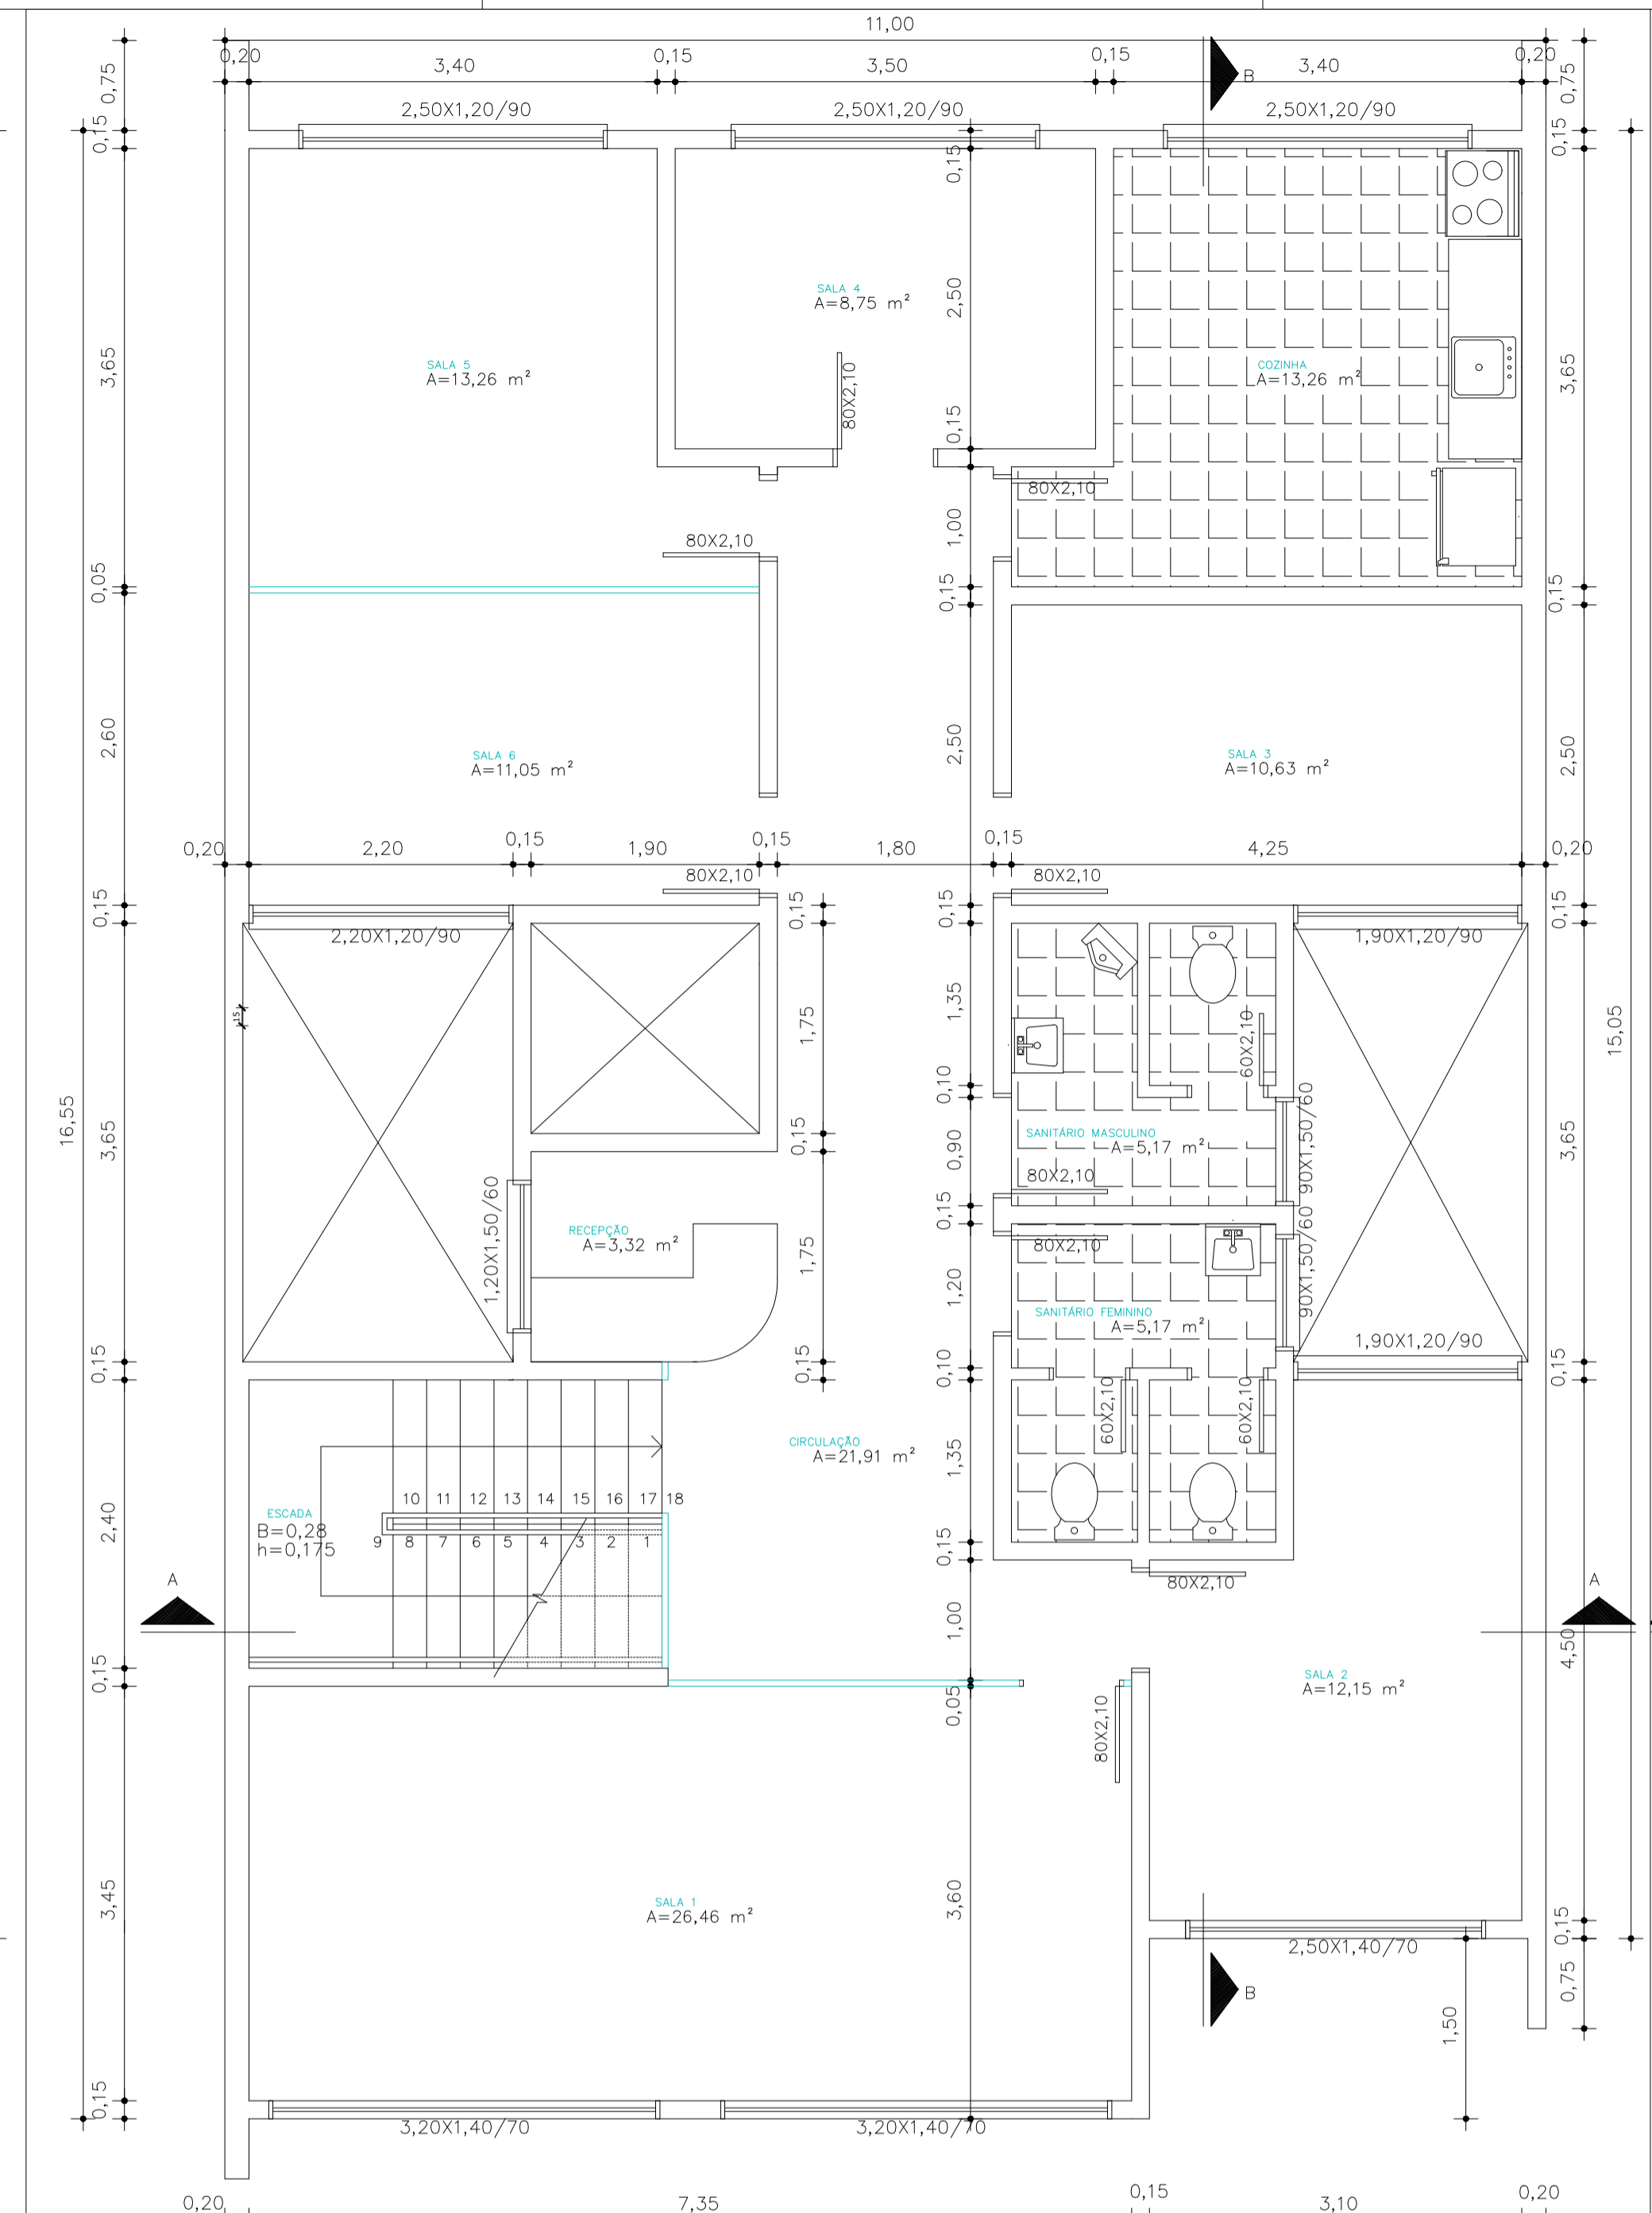 11,00
0,20
0,15
0,15
0,20
3,40
3,50
B
3,40
0,75
0,75
2,50X1,20/90
2,50X1,20/90
2,50X1,20/90
0,15
0,15
0,15
SALA 4
A=8,75 m²
2,50
SALA 5
A=13,26 m²
COZINHA
A=13,26 m²
3,65
3,65
80X2,10
0,15
80X2,10
1,00
80X2,10
0,05
0,15
0,15
2,60
2,50
2,50
SALA 6
A=11,05 m²
SALA 3
A=10,63 m²
0,20
2,20
0,15
1,90
0,15
1,80
0,15
4,25
0,20
80X2,10
80X2,10
0,15
0,15
0,15
0,15
2,20X1,20/90
1,90X1,20/90
15
1,75
1,35
60X2,10
15,05
0,10
16,55
3,65
0,15
0,90
SANITÁRIO MASCULINO
A=5,17 m²
90X1,50/60
3,65
80X2,10
1,20X1,50/60
RECEPÇÃO
A=3,32 m²
0,15
80X2,10
1,75
1,20
90X1,50/60
SANITÁRIO FEMININO
A=5,17 m²
1,90X1,20/90
0,15
0,15
0,10
0,15
60X2,10
60X2,10
CIRCULAÇÃO
A=21,91 m²
1,35
10 11 12 13 14 15 16 17 18
ESCADA
B=0,28
h=0,175
9 8 7 6 5 4 3 2 1
2,40
0,15
A
80X2,10
A
1,00
4,50
0,15
0,05
80X2,10
SALA 2
A=12,15 m²
3,45
SALA 1
A=26,46 m²
3,60
0,15
2,50X1,40/70
B
0,75
1,50
0,15
3,20X1,40/70
3,20X1,40/70
0,20
7,35
0,15
3,10
0,20